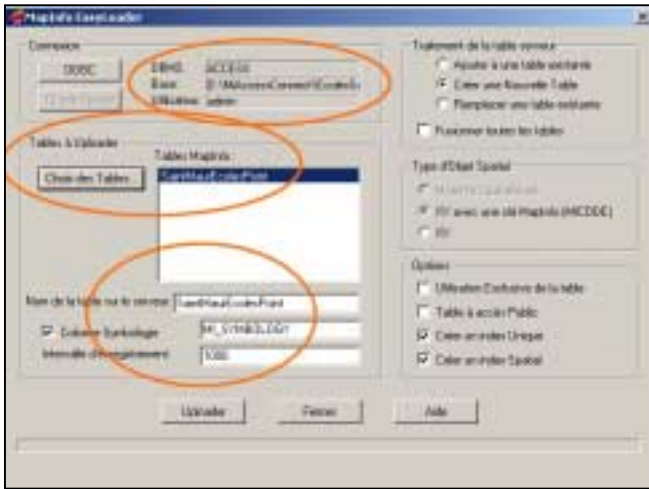 MapInfo EasyLoader
Connexion
ODBC
DBMS: ACCESS
Base:
Utilisateur: admin
Tables à Uploader
Choix des Tables...
Tables MapInfo
SaintMaurEcolesPoint
Nom de la table sur le serveur SaintMaurEcolesPoint
Colonne Symbologie MI_SYMBOLOGY
Intervalle d'enregistrement 1000
Traitement de la table serveur
Ajouter à une table existante
Créer une Nouvelle Table
Remplacer une table existante
Fusionner toutes les tables
Type d'Objet Spatial
XY avec une clé MapInfo (MICODE)
XY
Options
Utilisation Exclusive de la table
Table à accès Public
Créer un index Unique
Créer un index Spatial
Uploader
Fermer
Aide